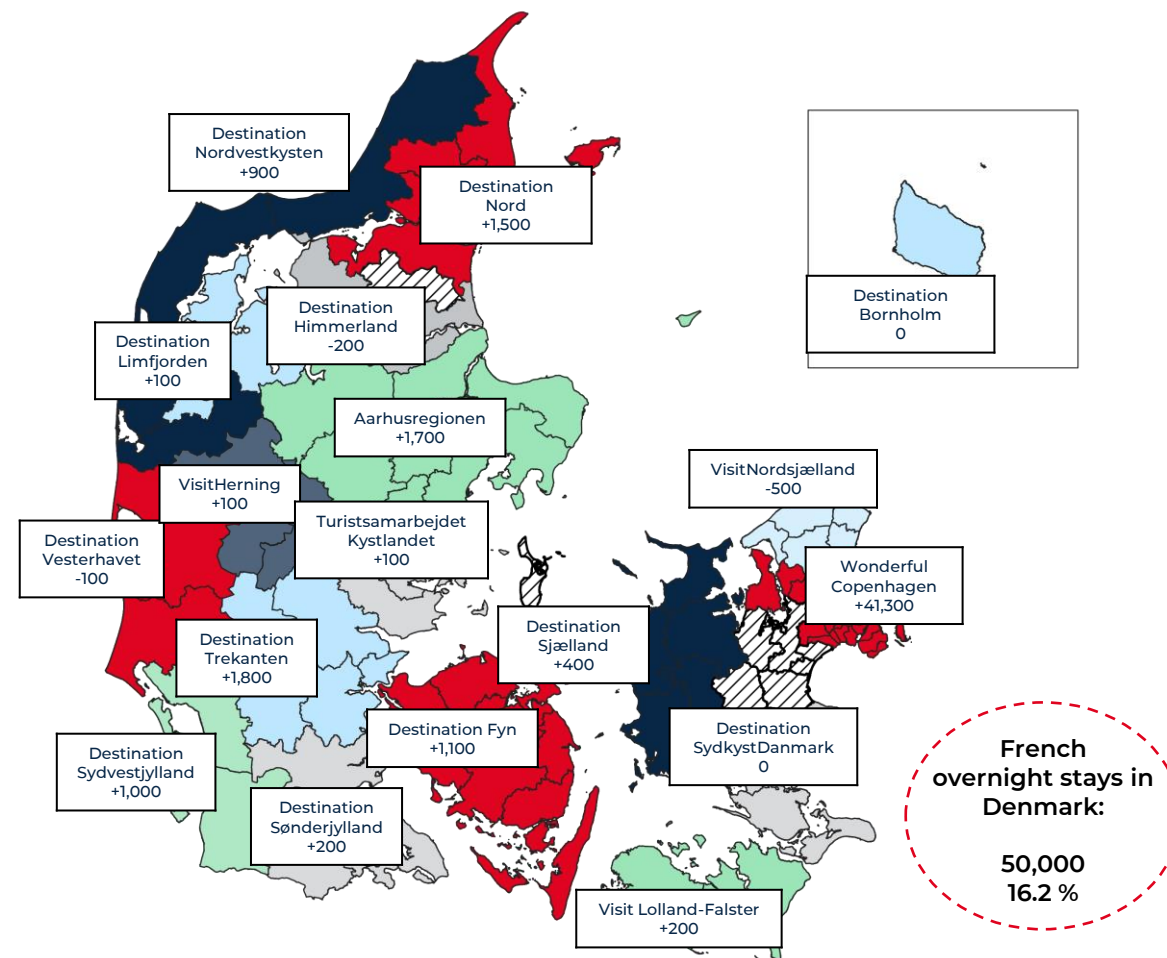 Destination
Nordvestkysten
+900
Destination
Nord
+1,500
Destination
Himmerland
-200
Destination
Limfjorden
+100
Destination
Bornholm
0
Aarhusregionen
+1,700
VisitHerning
+100
VisitNordsjælland
-500
Turistsamarbejdet
Kystlandet
+100
Destination
Vesterhavet
-100
Wonderful
Copenhagen
+41,300
Destination
Trekanten
+1,800
Destination
Sjælland
+400
Destination Fyn
+1,100
Destination
SydkystDanmark
0
Destination
Sydvestjylland
+1,000
Destination
Sønderjylland
+200
Visit Lolland-Falster
+200
French
overnight stays in
Denmark:
50,000
16.2 %